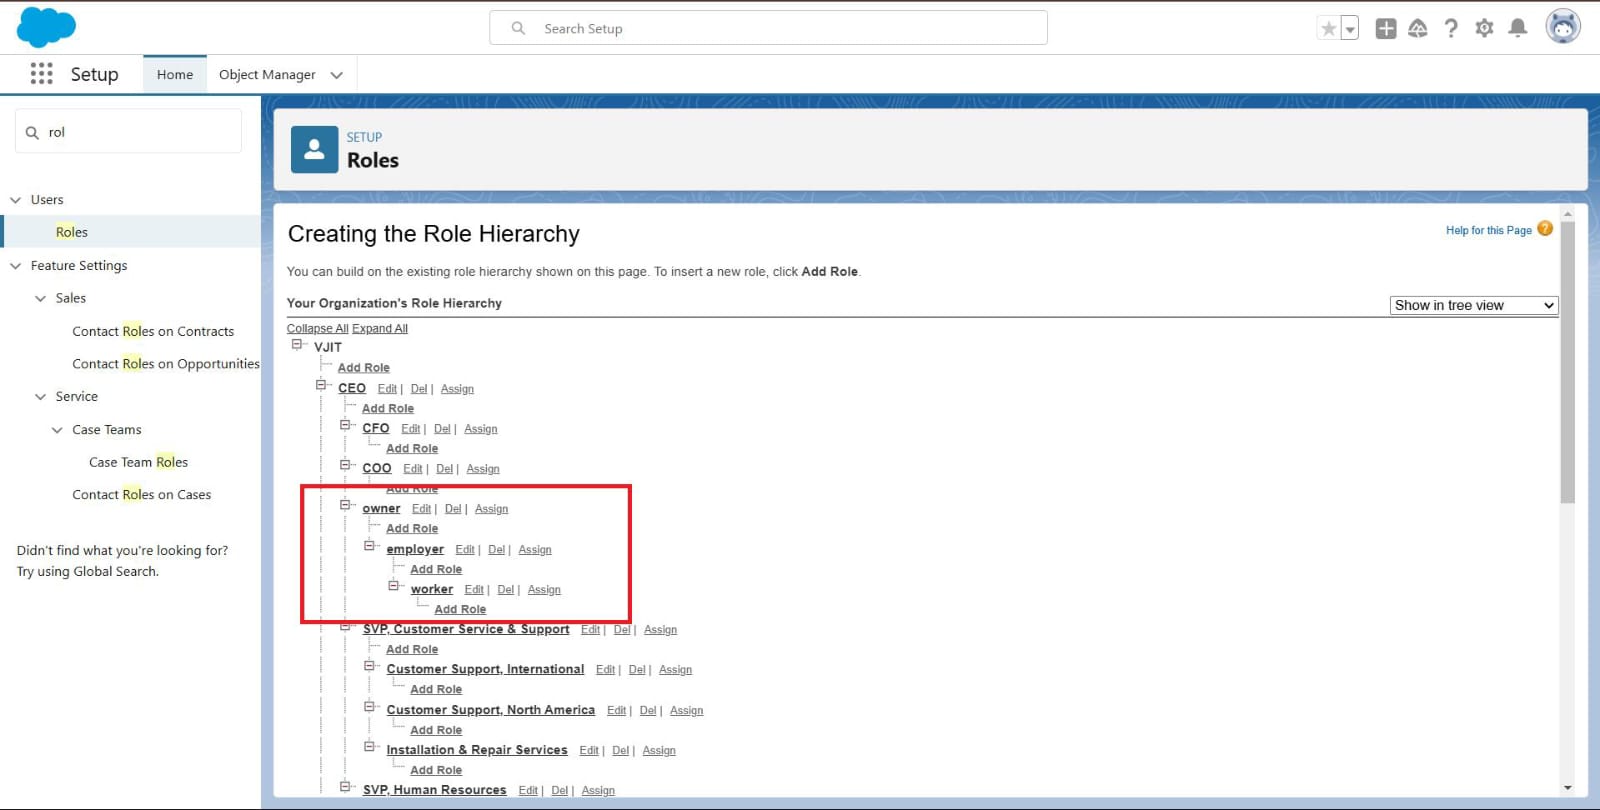 Search Setup
Setup
Home
Object Manager
rol
Users
Roles
Feature Settings
Sales
Contact Roles on Contracts
Contact Roles on Opportunities
Service
Case Teams
Case Team Roles
Contact Roles on Cases
Didn't find what you're looking for?
Try using Global Search.
SETUP
Roles
Creating the Role Hierarchy
Help for this Page ?
You can build on the existing role hierarchy shown on this page. To insert a new role, click Add Role.
Your Organization's Role Hierarchy
Show in tree view
Collapse All Expand All
VJIT
Add Role
CEO Edit | Del | Assign
Add Role
CFO Edit | Del | Assign
Add Role
COO Edit | Del | Assign
Add Role
owner Edit | Del | Assign
Add Role
employer Edit | Del | Assign
Add Role
worker Edit | Del | Assign
Add Role
SVP, Customer Service & Support Edit | Del | Assign
Add Role
Customer Support, International Edit | Del | Assign
Add Role
Customer Support, North America Edit | Del | Assign
Add Role
Installation & Repair Services Edit | Del | Assign
Add Role
SVP, Human Resources Edit | Del | Assign